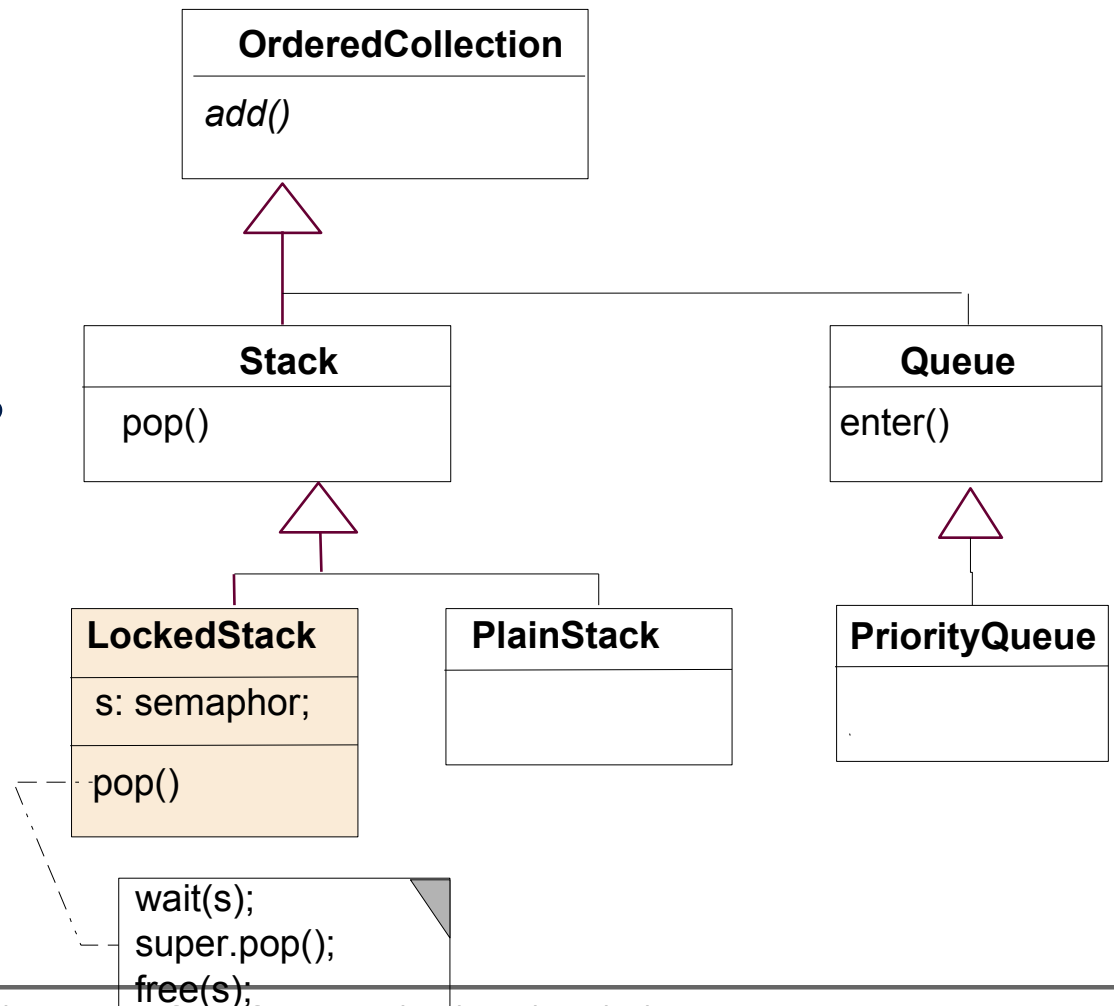 OrderedCollection
add()
Stack
Queue
pop()
enter()
LockedStack
PlainStack
PriorityQueue
s: semaphor;
pop()
wait(s);
super.pop();
free(s);